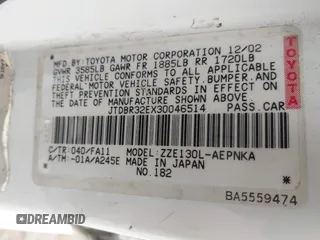 MFD.BY: TOYOTA MOTOR CORPORATION 12/02
GVWR 3585LB GAWR FR 1885LB RR 1720LB
THIS VEHICLE CONFORMS TO ALL APPLICABLE
FEDERAL MOTOR VEHICLE SAFETY, BUMPER, AND
THEFT PREVENTION STANDARDS IN EFFECT ON
THE DATE OF MANUFACTURE SHOWN ABOVE.
JTDBR32EX30046514 PASS.CAR
TOYOTA
C/TR:040/FA11 MODEL: ZZE130L-AEPNKA
A/TM:-01A/A245E MADE IN JAPAN
NO.182
BA5559474
DEALERBID.CC